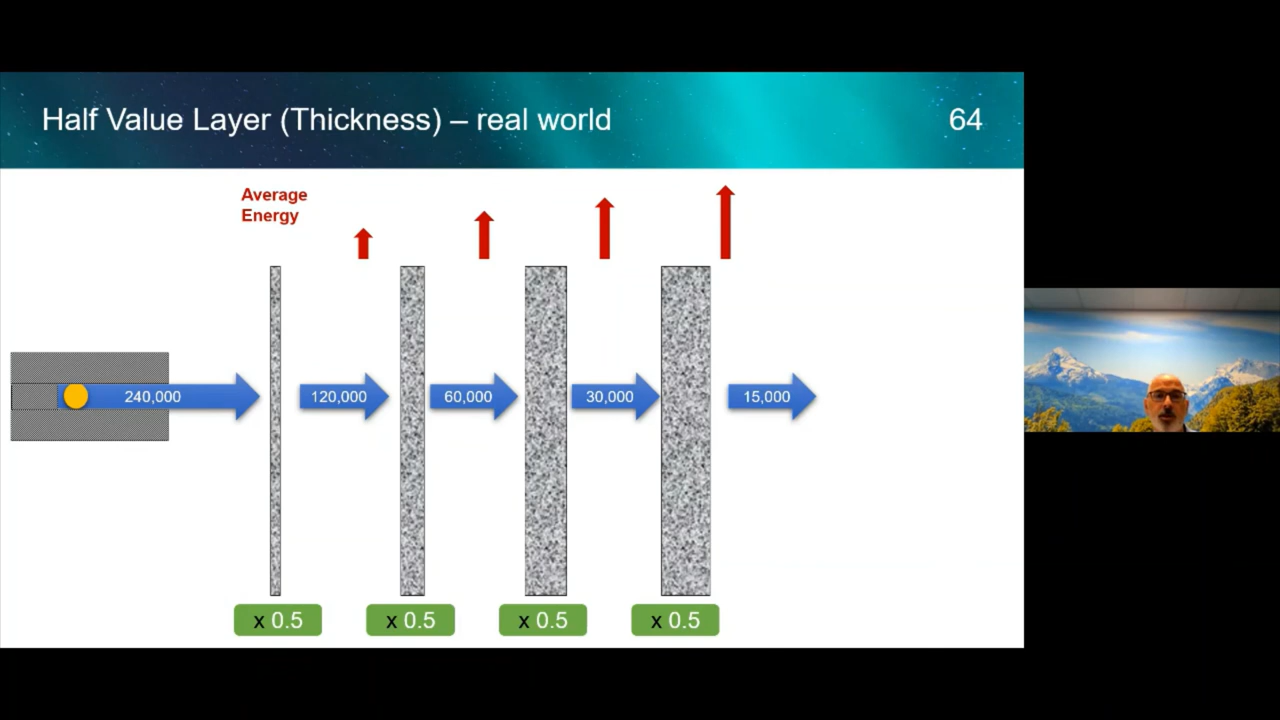 Half Value Layer (Thickness) – real world
64
Average
Energy
240,000
120,000
60,000
30,000
15,000
x 0.5
x 0.5
x 0.5
x 0.5